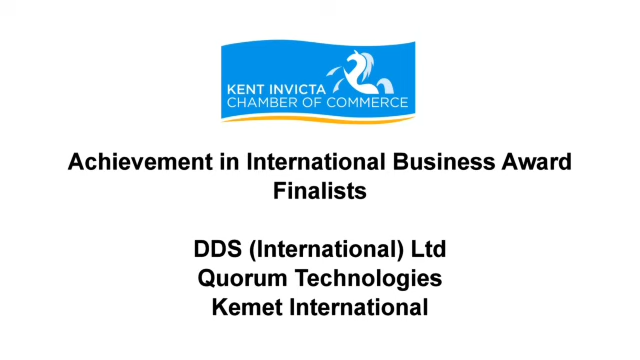 KENT INVICTA
CHAMBER OF COMMERCE
Achievement in International Business Award
Finalists
DDS (International) Ltd
Quorum Technologies
Kemet International